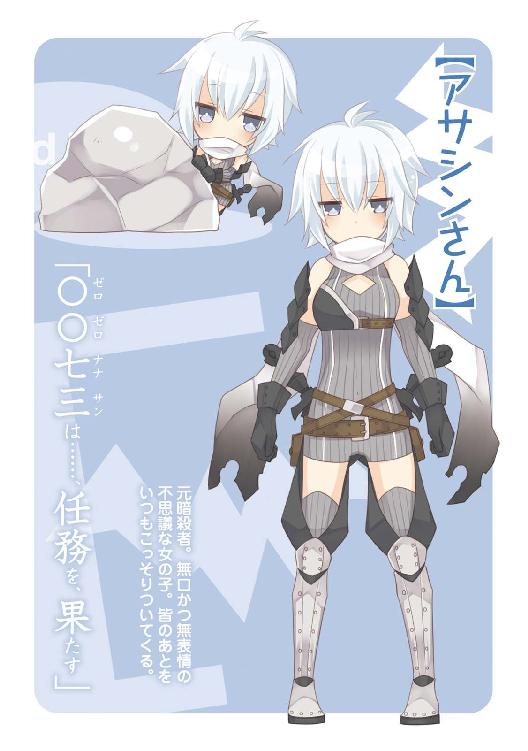 【アサシンさん】
「〇〇七三は……、任務を、果たす」
ゼロ ゼロ ナナ サン
元暗殺者。無口かつ無表情の
不思議な女の子。皆のあとを
いつもこっそりついてくる。
d